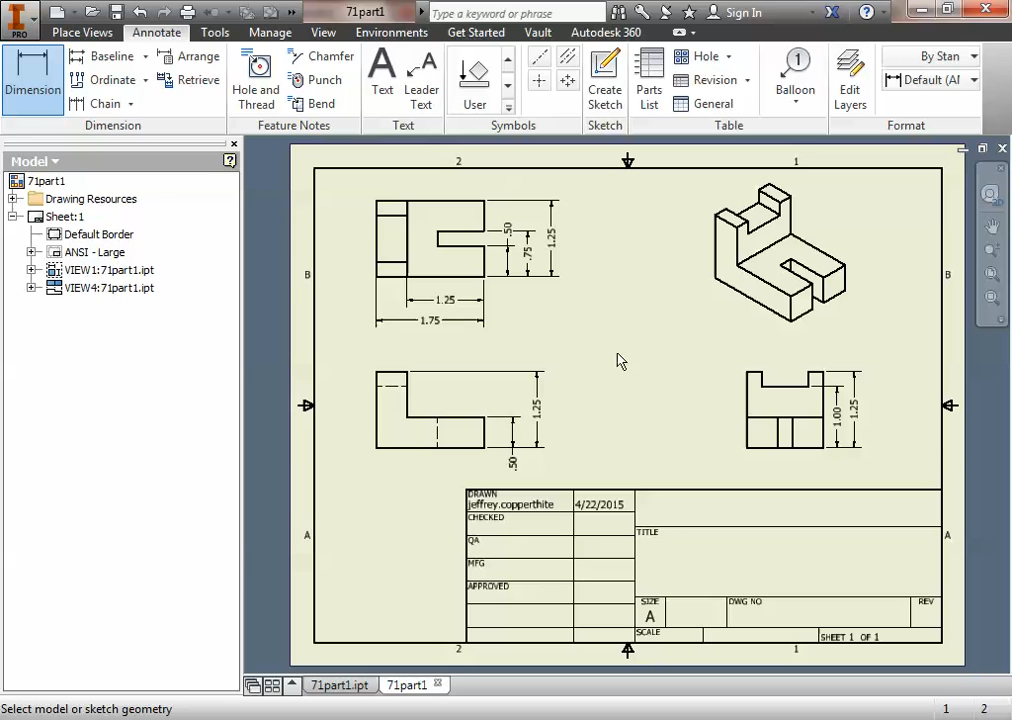 71part1
Type a keyword or phrase
Sign In
PRO
Place Views
Annotate
Tools
Manage
View
Environments
Get Started
Vault
Autodesk 360
Dimension
Baseline
Ordinate
Chain
Arrange
Retrieve
Dimension
Hole and Thread
Chamfer
Punch
Bend
Feature Notes
Text
Leader Text
Text
User
Symbols
Create Sketch
Sketch
Parts List
Hole
Revision
General
Table
1
Balloon
Edit Layers
By Stan
Default (AI
Format
Model
71part1
Drawing Resources
Sheet:1
Default Border
ANSI - Large
VIEW1:71part1.ipt
VIEW4:71part1.ipt
2
1
B
B
.50
.75
1.25
1.25
1.75
1.25
.50
1.00
1.25
DRAWN
jeffrey.copperthite
4/22/2015
CHECKED
QA
MFG
APPROVED
TITLE
A
A
SIZE
A
DWG NO
REV
SCALE
SHEET 1 OF 1
2
1
71part1.ipt
71part1
Select model or sketch geometry
1
2